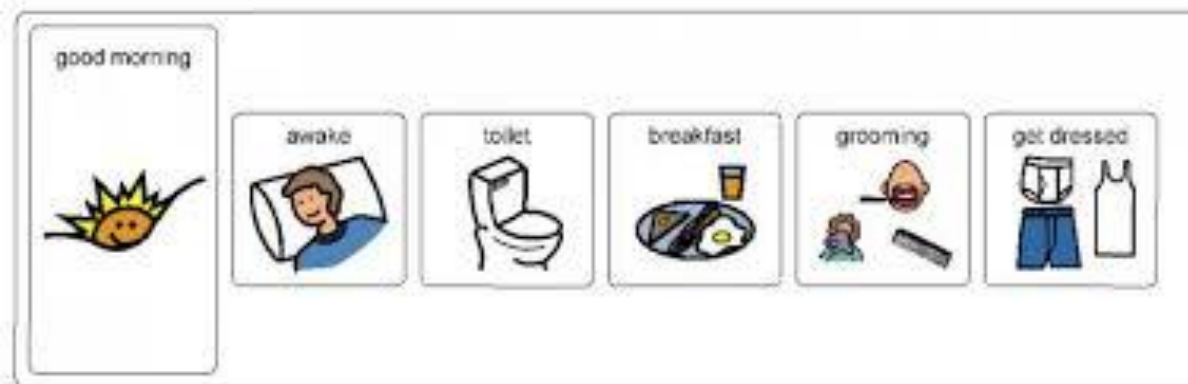 good morning
awake
toilet
breakfast
grooming
get dressed